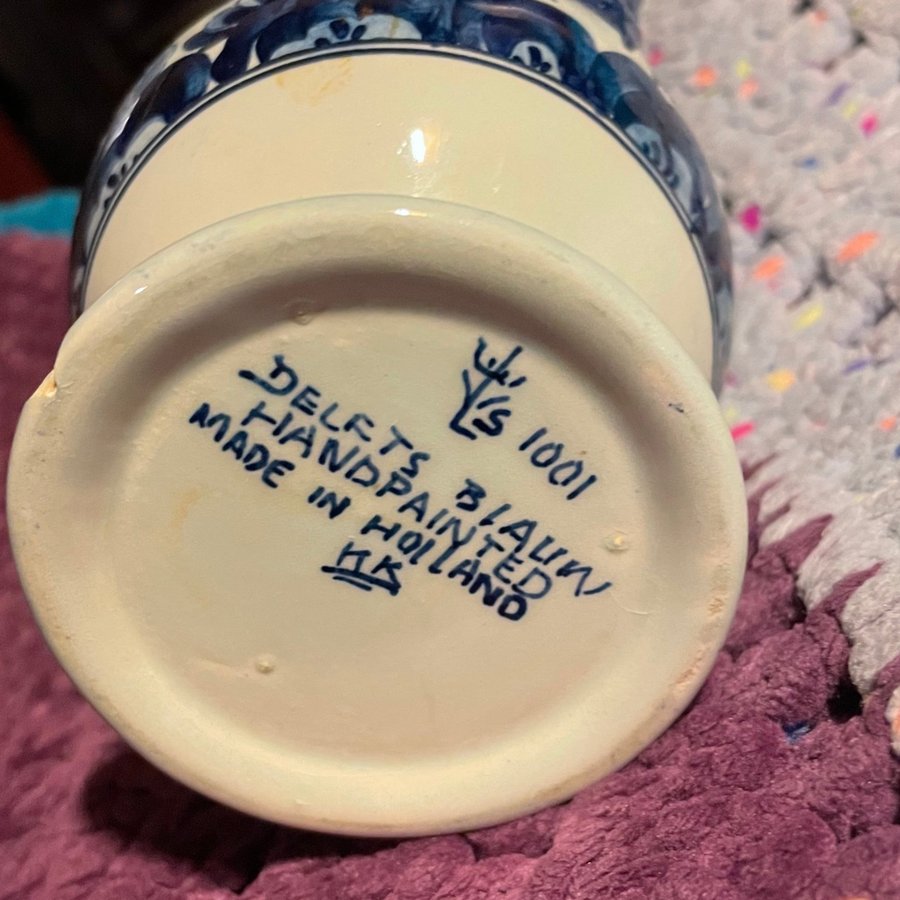 1001
DELFTS BLAUW
HANDPAINTED
MADE IN HOLLAND
KK